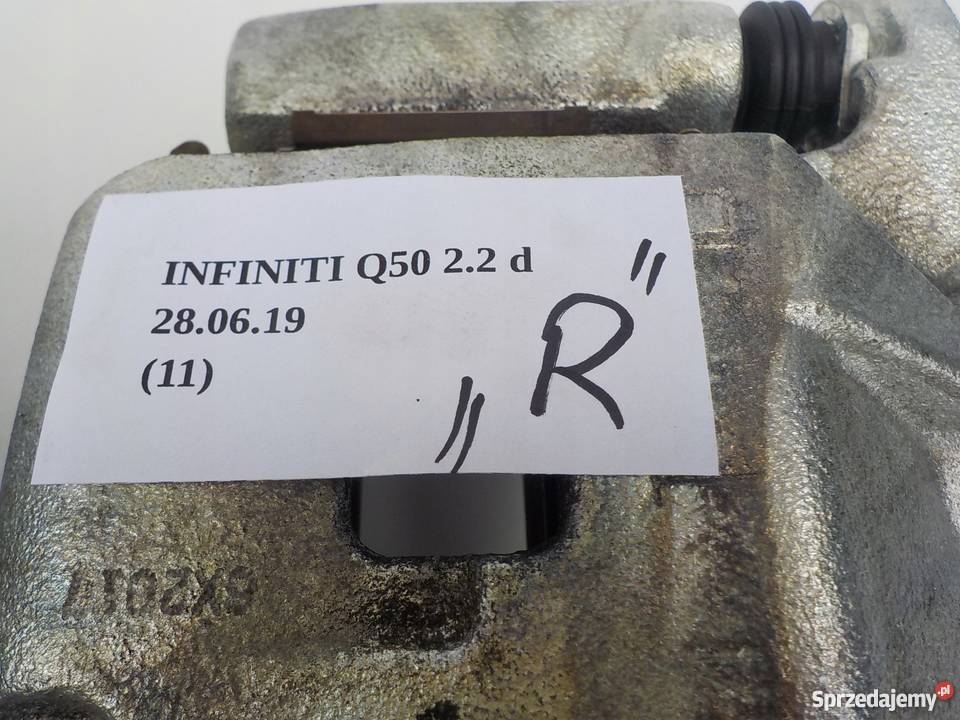 INFINITI Q50 2.2 d
28.06.19
(11)
„R"
Sprzedajemy.pl